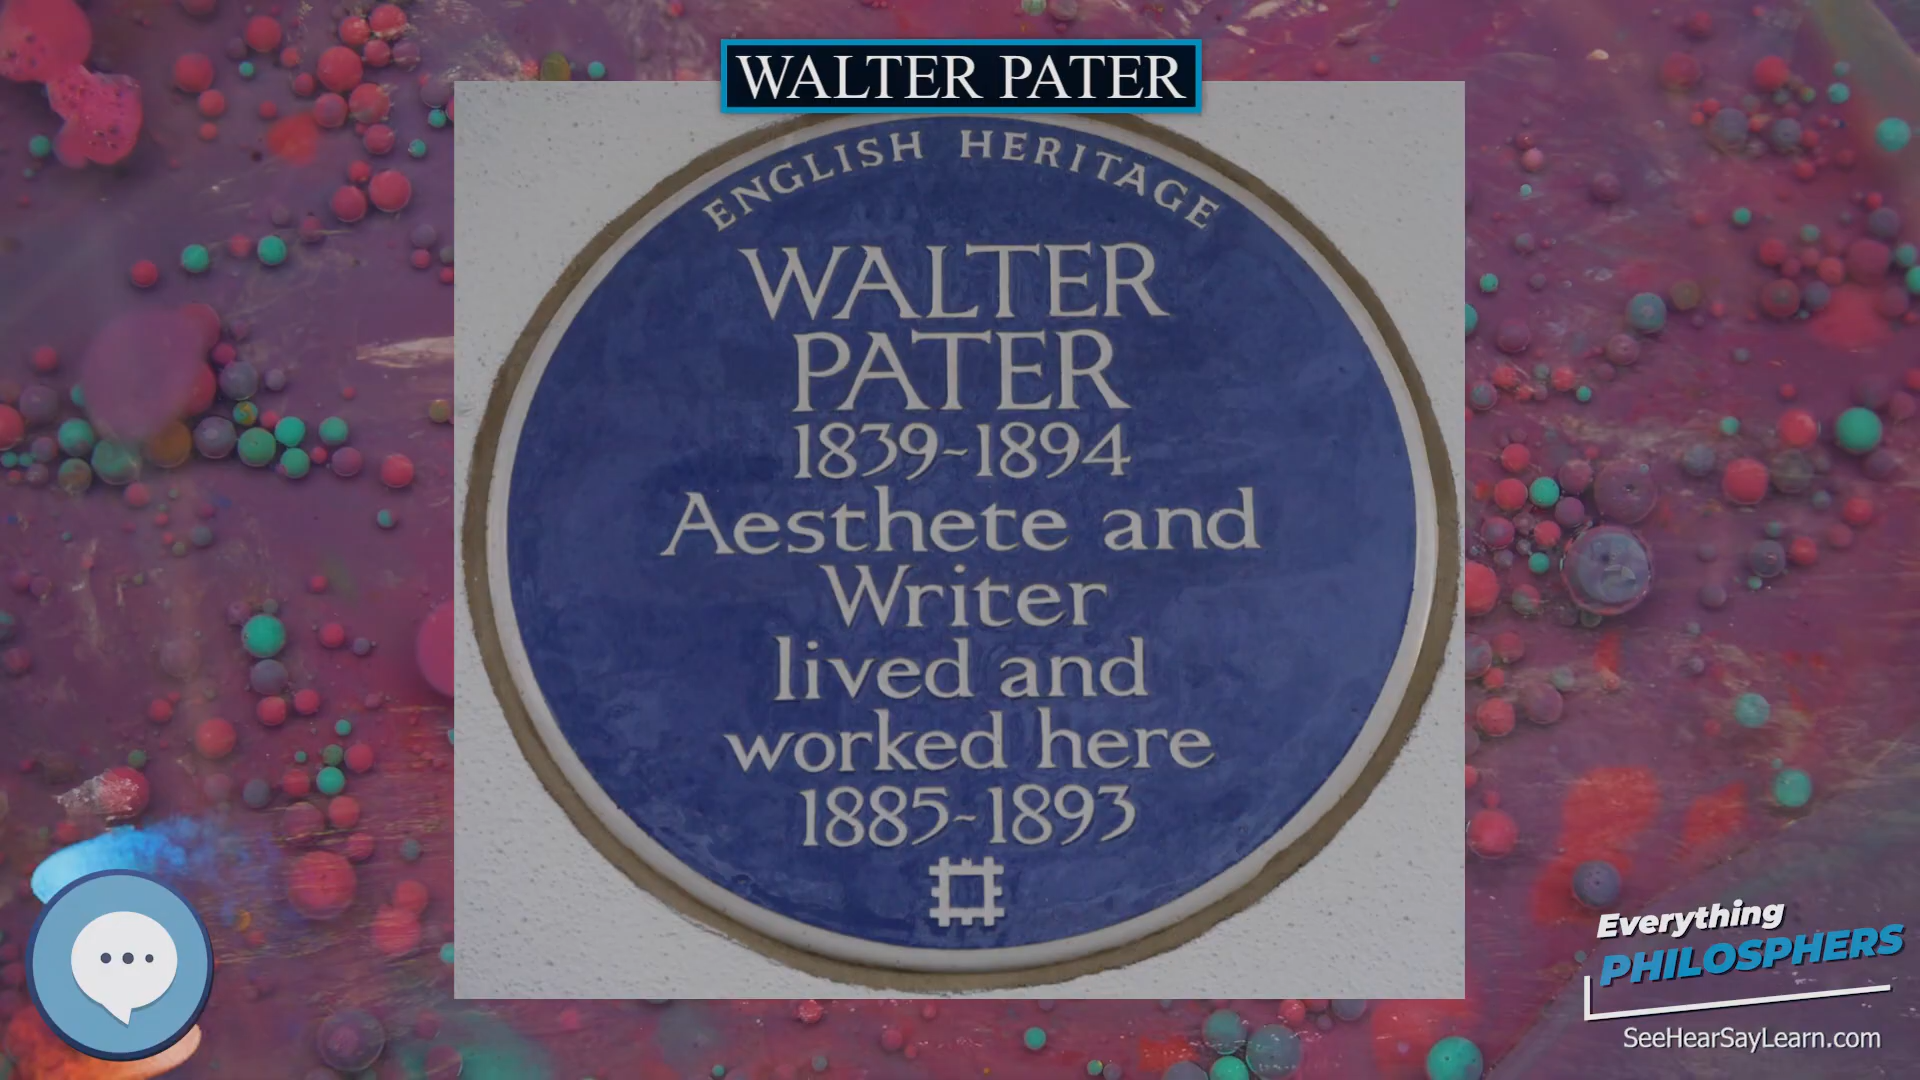 WALTER PATER
ENGLISH HERITAGE
WALTER
PATER
1839-1894
Aesthete and
Writer
lived and
worked here
1885-1893
Everything
PHILOSPHERS
SeeHearSayLearn.com